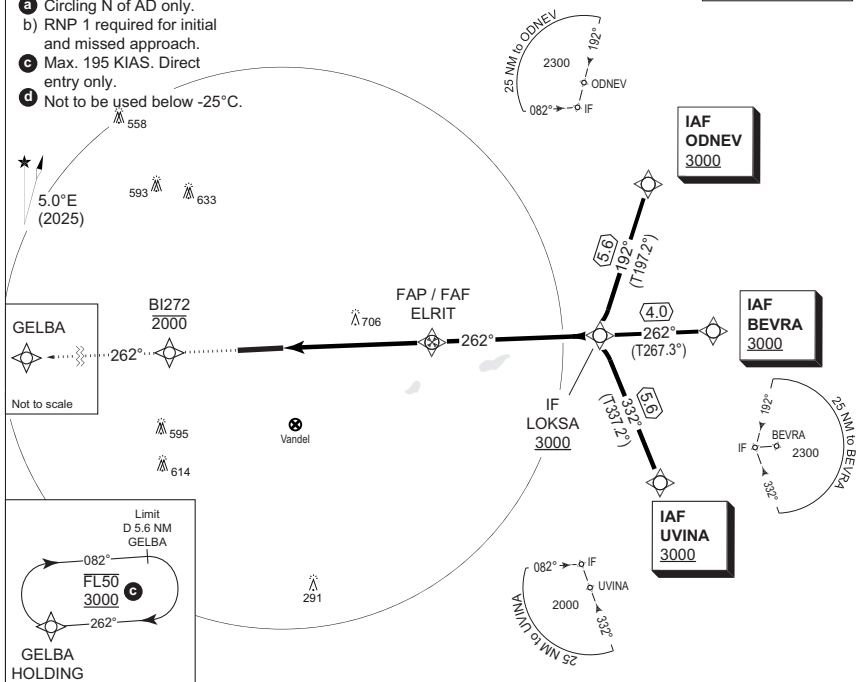 a Circling N of AD only.
b) RNP 1 required for initial
and missed approach.
c Max. 195 KIAS. Direct
entry only.
d Not to be used below -25°C.
25 NM to ODNEV
192°
2300
ODNEV
082°
IF
558
593
633
5.0°E
(2025)
IAF
ODNEV
3000
5.6
192°
(T197.2°)
GELBA
Not to scale
262°
BI272
2000
706
FAP / FAF
ELRIT
262°
4.0
262°
(T267.3°)
IAF
BEVRA
3000
IF
LOKSA
3000
5.6
332°
(T337.2°)
595
614
Vandel
25 NM to BEVRA
192°
BEVRA
IF
2300
332°
IAF
UVINA
3000
Limit
D 5.6 NM
GELBA
082°
FL50
3000
c
262°
GELBA
HOLDING
291
082°
IF
UVINA
2000
332°
25 NM to UVINA